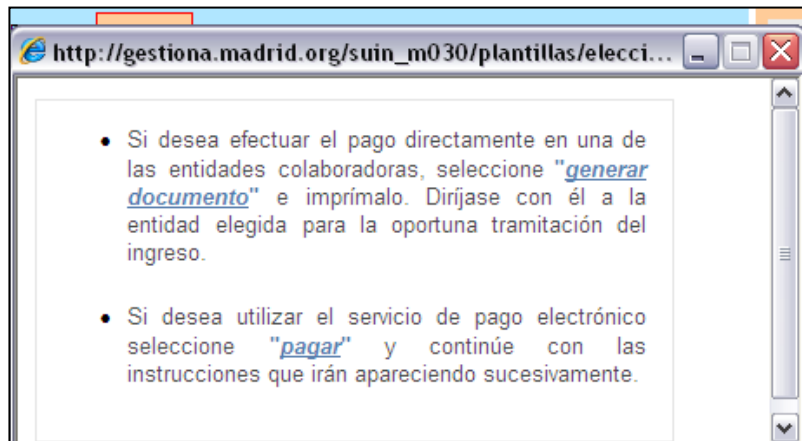 http://gestiona.madrid.org/suin_m030/plantillas/elecci...
• Si desea efectuar el pago directamente en una de
las entidades colaboradoras, seleccione "generar
documento" e imprímalo. Diríjase con él a la
entidad elegida para la oportuna tramitación del
ingreso.
• Si desea utilizar el servicio de pago electrónico
seleccione "pagar" y continúe con las
instrucciones que irán apareciendo sucesivamente.